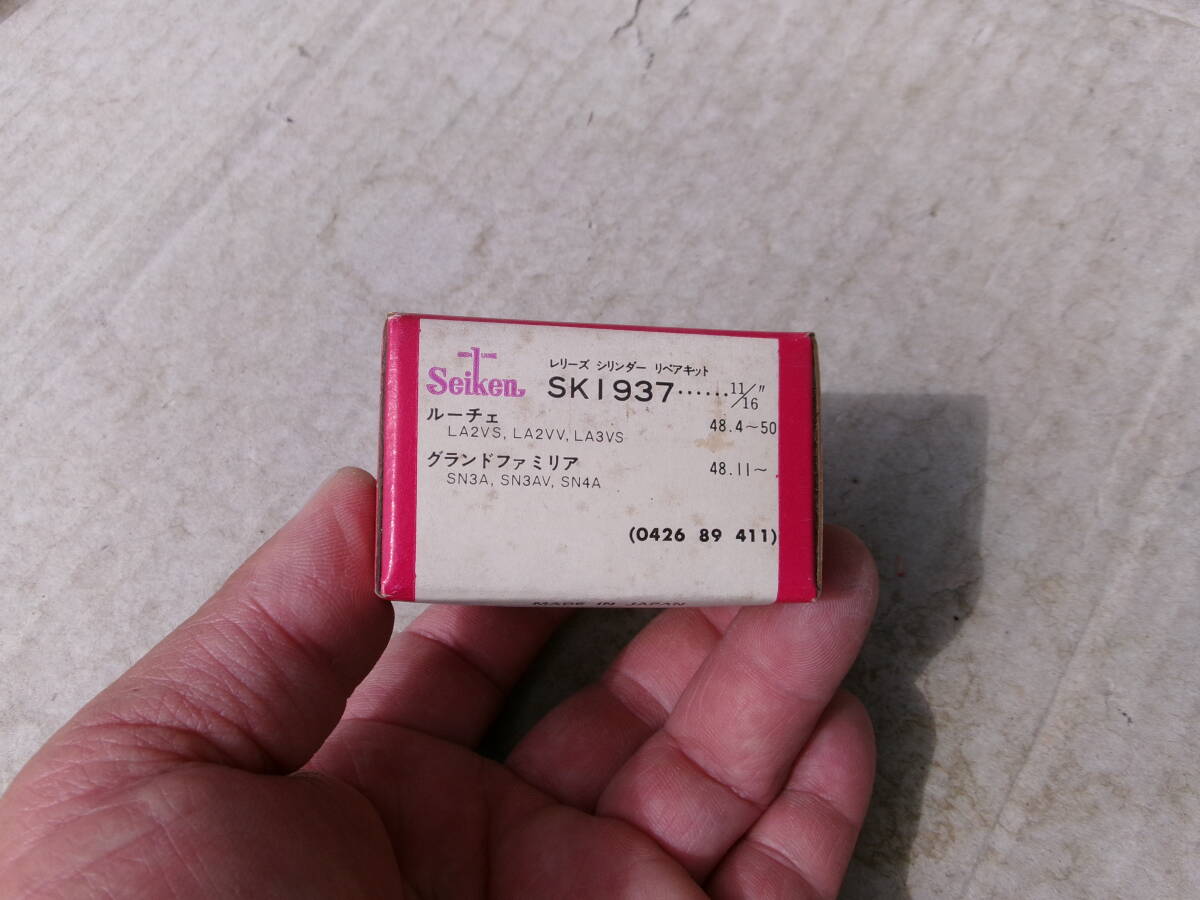 Seiken
レリーズ シリンダー リペアキット
SK1937······11/16"
ルーチェ
LA2VS, LA2VV, LA3VS 48.4~50
グランドファミリア
SN3A, SN3AV, SN4A 48.11~
(0426 89 411)
MADE IN JAPAN